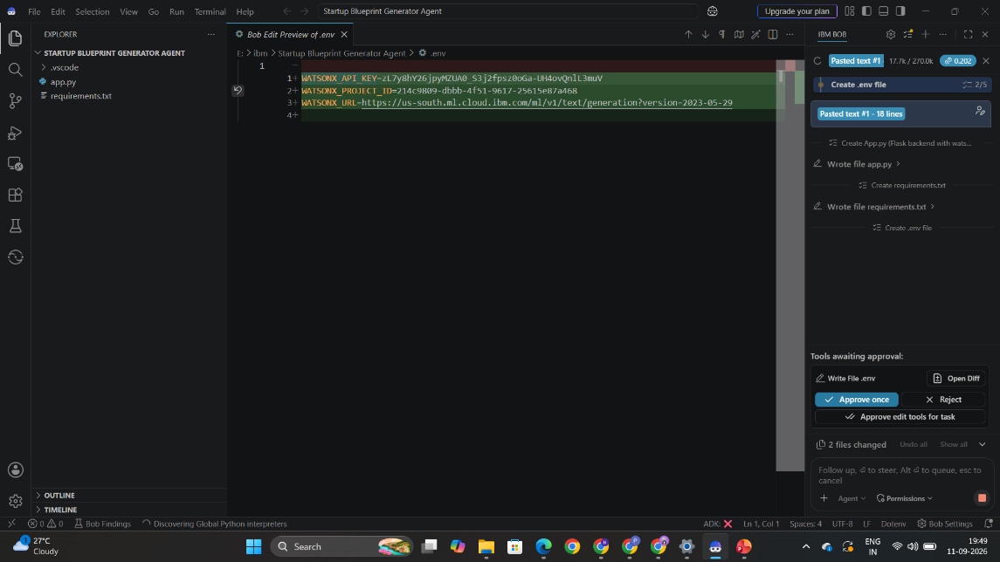 File Edit Selection View Go Run Terminal Help
Startup Blueprint Generator Agent
Upgrade your plan
EXPLORER
STARTUP BLUEPRINT GENERATOR AGENT
.vscode
app.py
requirements.txt
OUTLINE
TIMELINE
Bob Edit Preview of .env
E: > ibm > Startup Blueprint Generator Agent > .env
1
1+ WATSONX_API_KEY=zL7y8hY26jpyMZUA0_S3j2fpsz0oGa-UH4ovQnlL3muV
2+ WATSONX_PROJECT_ID=214c9809-dbbb-4f51-9617-25615e87a468
3+ WATSONX_URL=https://us-south.ml.cloud.ibm.com/ml/v1/text/generation?version=2023-05-29
4+
IBM BOB
Pasted text #1 17.7k / 270.0k 0.202
Create .env file 2/5
Pasted text #1 - 18 lines
Create App.py (Flask backend with wats...
Wrote file app.py
Create requirements.txt
Wrote file requirements.txt
Create .env file
Tools awaiting approval:
Write File .env Open Diff
Approve once Reject
Approve edit tools for task
2 files changed Undo all Show all
Follow up, ⏎ to steer, Alt ⏎ to queue, esc to
cancel
Agent Permissions
0 0 Bob Findings Discovering Global Python interpreters
ADK: Ln 1, Col 1 Spaces: 4 UTF-8 LF Dotenv Bob Settings
27°C
Cloudy
Search
ENG
IN
19:49
11-09-2026